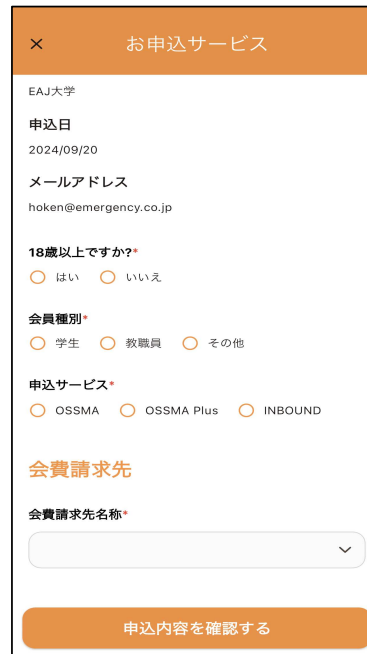 × お申込サービス
EAJ大学
申込日
2024/09/20
メールアドレス
hoken@emergency.co.jp
18歳以上ですか?*
はい いいえ
会員種別*
学生 教職員 その他
申込サービス*
OSSMA OSSMA Plus INBOUND
会費請求先
会費請求先名称*
申込内容を確認する